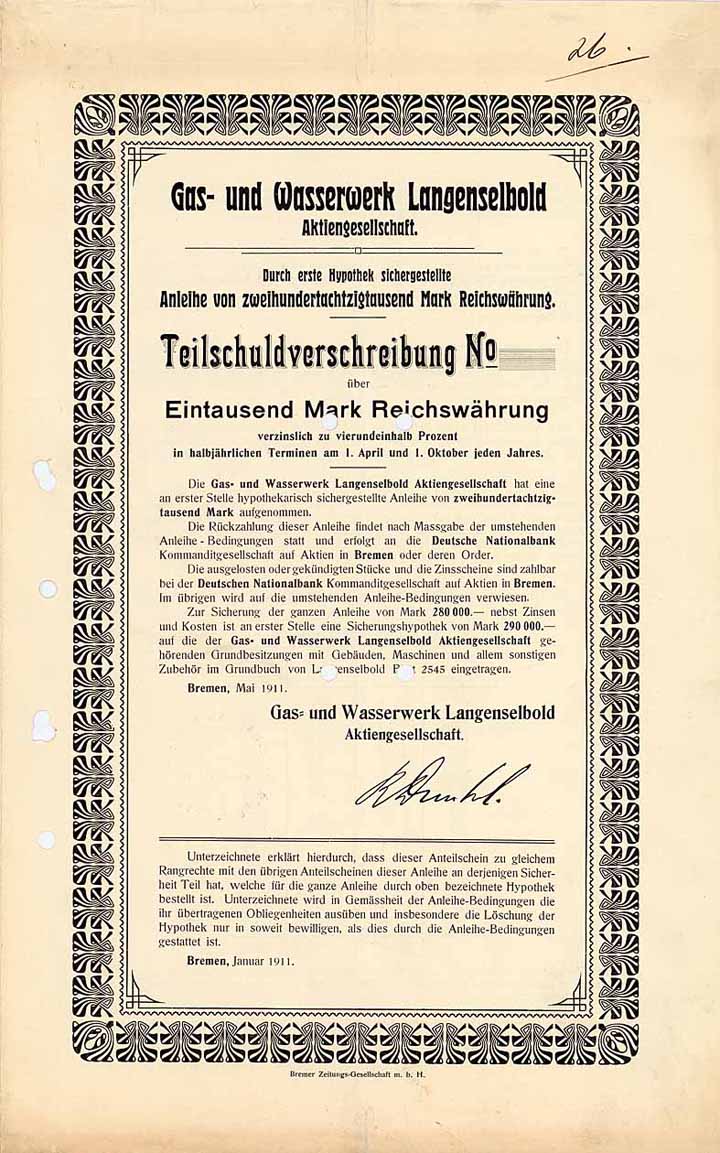 26.
Gas- und Wasserwerk Langenselbold
Aktiengesellschaft.
Durch erste Hypothek sichergestellte
Anleihe von zweihundertachtzigtausend Mark Reichswährung.
Teilschuldverschreibung No
über
Eintausend Mark Reichswährung
verzinslich zu vierundeinhalb Prozent
in halbjährlichen Terminen am 1. April und 1. Oktober jeden Jahres.
Die Gas- und Wasserwerk Langenselbold Aktiengesellschaft hat eine
an erster Stelle hypothekarisch sichergestellte Anleihe von zweihundertachtzig-
tausend Mark aufgenommen.
Die Rückzahlung dieser Anleihe findet nach Massgabe der umstehenden
Anleihe-Bedingungen statt und erfolgt an die Deutsche Nationalbank
Kommanditgesellschaft auf Aktien in Bremen oder deren Order.
Die ausgelosten oder gekündigten Stücke und die Zinsscheine sind zahlbar
bei der Deutschen Nationalbank Kommanditgesellschaft auf Aktien in Bremen.
Im übrigen wird auf die umstehenden Anleihe-Bedingungen verwiesen.
Zur Sicherung der ganzen Anleihe von Mark 280 000.— nebst Zinsen
und Kosten ist an erster Stelle eine Sicherungshypothek von Mark 290 000.—
auf die der Gas- und Wasserwerk Langenselbold Aktiengesellschaft ge-
hörenden Grundbesitzungen mit Gebäuden, Maschinen und allem sonstigen
Zubehör im Grundbuch von Langenselbold 2545 eingetragen.
Bremen, Mai 1911.
Gas- und Wasserwerk Langenselbold
Aktiengesellschaft.
Unterzeichnete erklärt hierdurch, dass dieser Anteilschein zu gleichem
Rangrechte mit den übrigen Anteilscheinen dieser Anleihe an derjenigen Sicher-
heit Teil hat, welche für die ganze Anleihe durch oben bezeichnete Hypothek
bestellt ist. Unterzeichnete wird in Gemässheit der Anleihe-Bedingungen die
ihr übertragenen Obliegenheiten ausüben und insbesondere die Löschung der
Hypothek nur in soweit bewilligen, als dies durch die Anleihe-Bedingungen
gestattet ist.
Bremen, Januar 1911.
Bremer Zeitungs-Gesellschaft m. b. H.